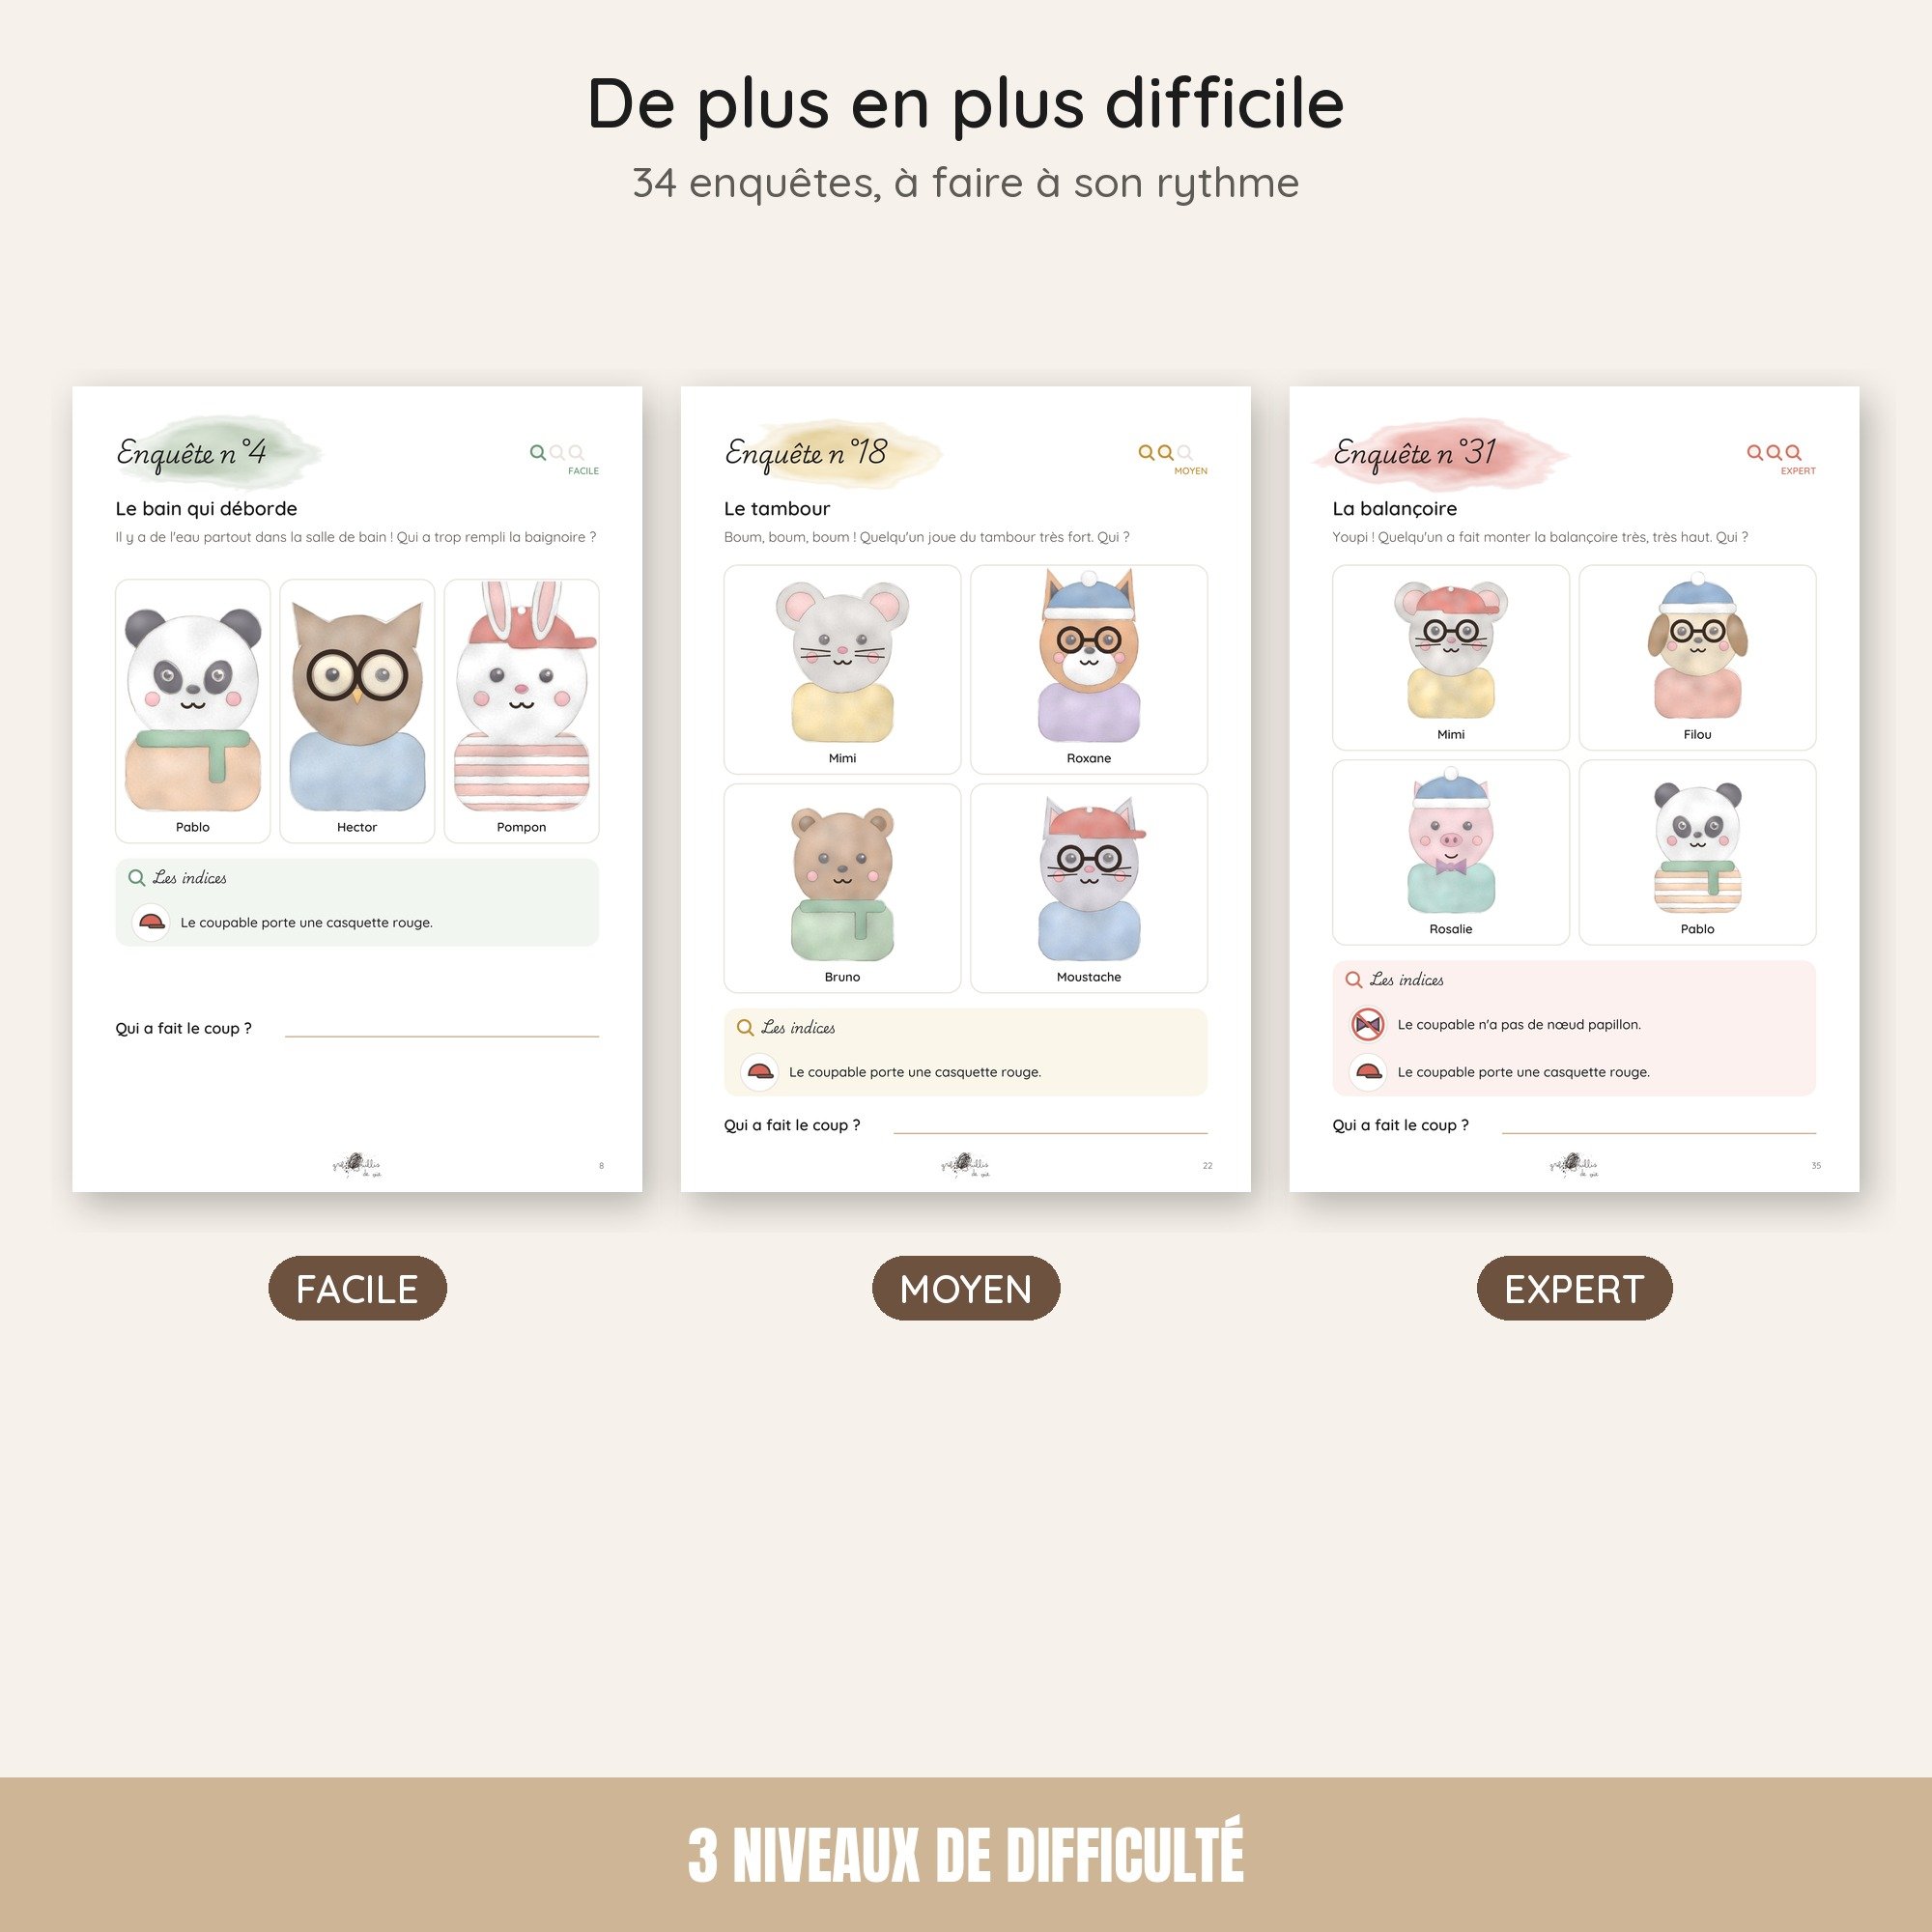 De plus en plus difficile
34 enquêtes, à faire à son rythme
Enquête n°4
FACILE
Le bain qui déborde
Il y a de l'eau partout dans la salle de bain ! Qui a trop rempli la baignoire ?
Pablo
Hector
Pompon
Les indices
Le coupable porte une casquette rouge.
Qui a fait le coup ?
8
Enquête n°18
MOYEN
Le tambour
Boum, boum, boum ! Quelqu'un joue du tambour très fort. Qui ?
Mimi
Roxane
Bruno
Moustache
Les indices
Le coupable porte une casquette rouge.
Qui a fait le coup ?
22
Enquête n°31
EXPERT
La balançoire
Youpi ! Quelqu'un a fait monter la balançoire très, très haut. Qui ?
Mimi
Filou
Rosalie
Pablo
Les indices
Le coupable n'a pas de nœud papillon.
Le coupable porte une casquette rouge.
Qui a fait le coup ?
35
FACILE
MOYEN
EXPERT
3 NIVEAUX DE DIFFICULTÉ